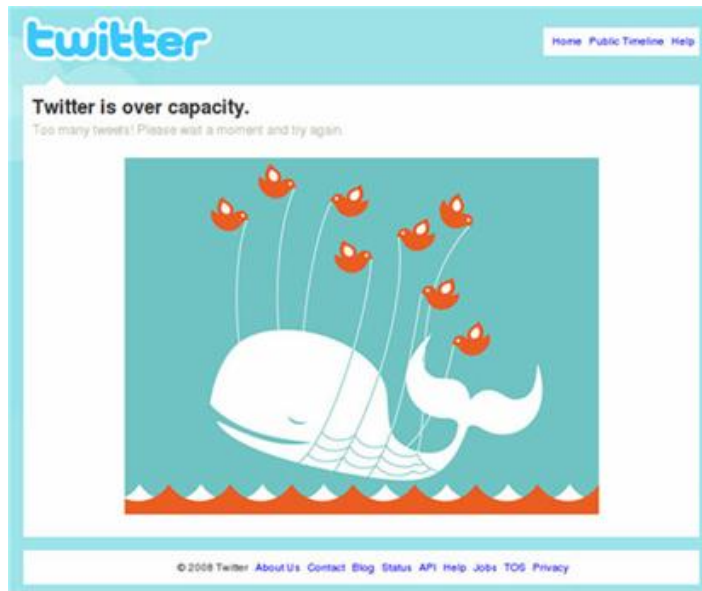 twitter
Home Public Timeline Help
Twitter is over capacity.
Too many tweets! Please wait a moment and try again.
© 2008 Twitter About Us Contact Blog Status API Help Jobs TOS Privacy